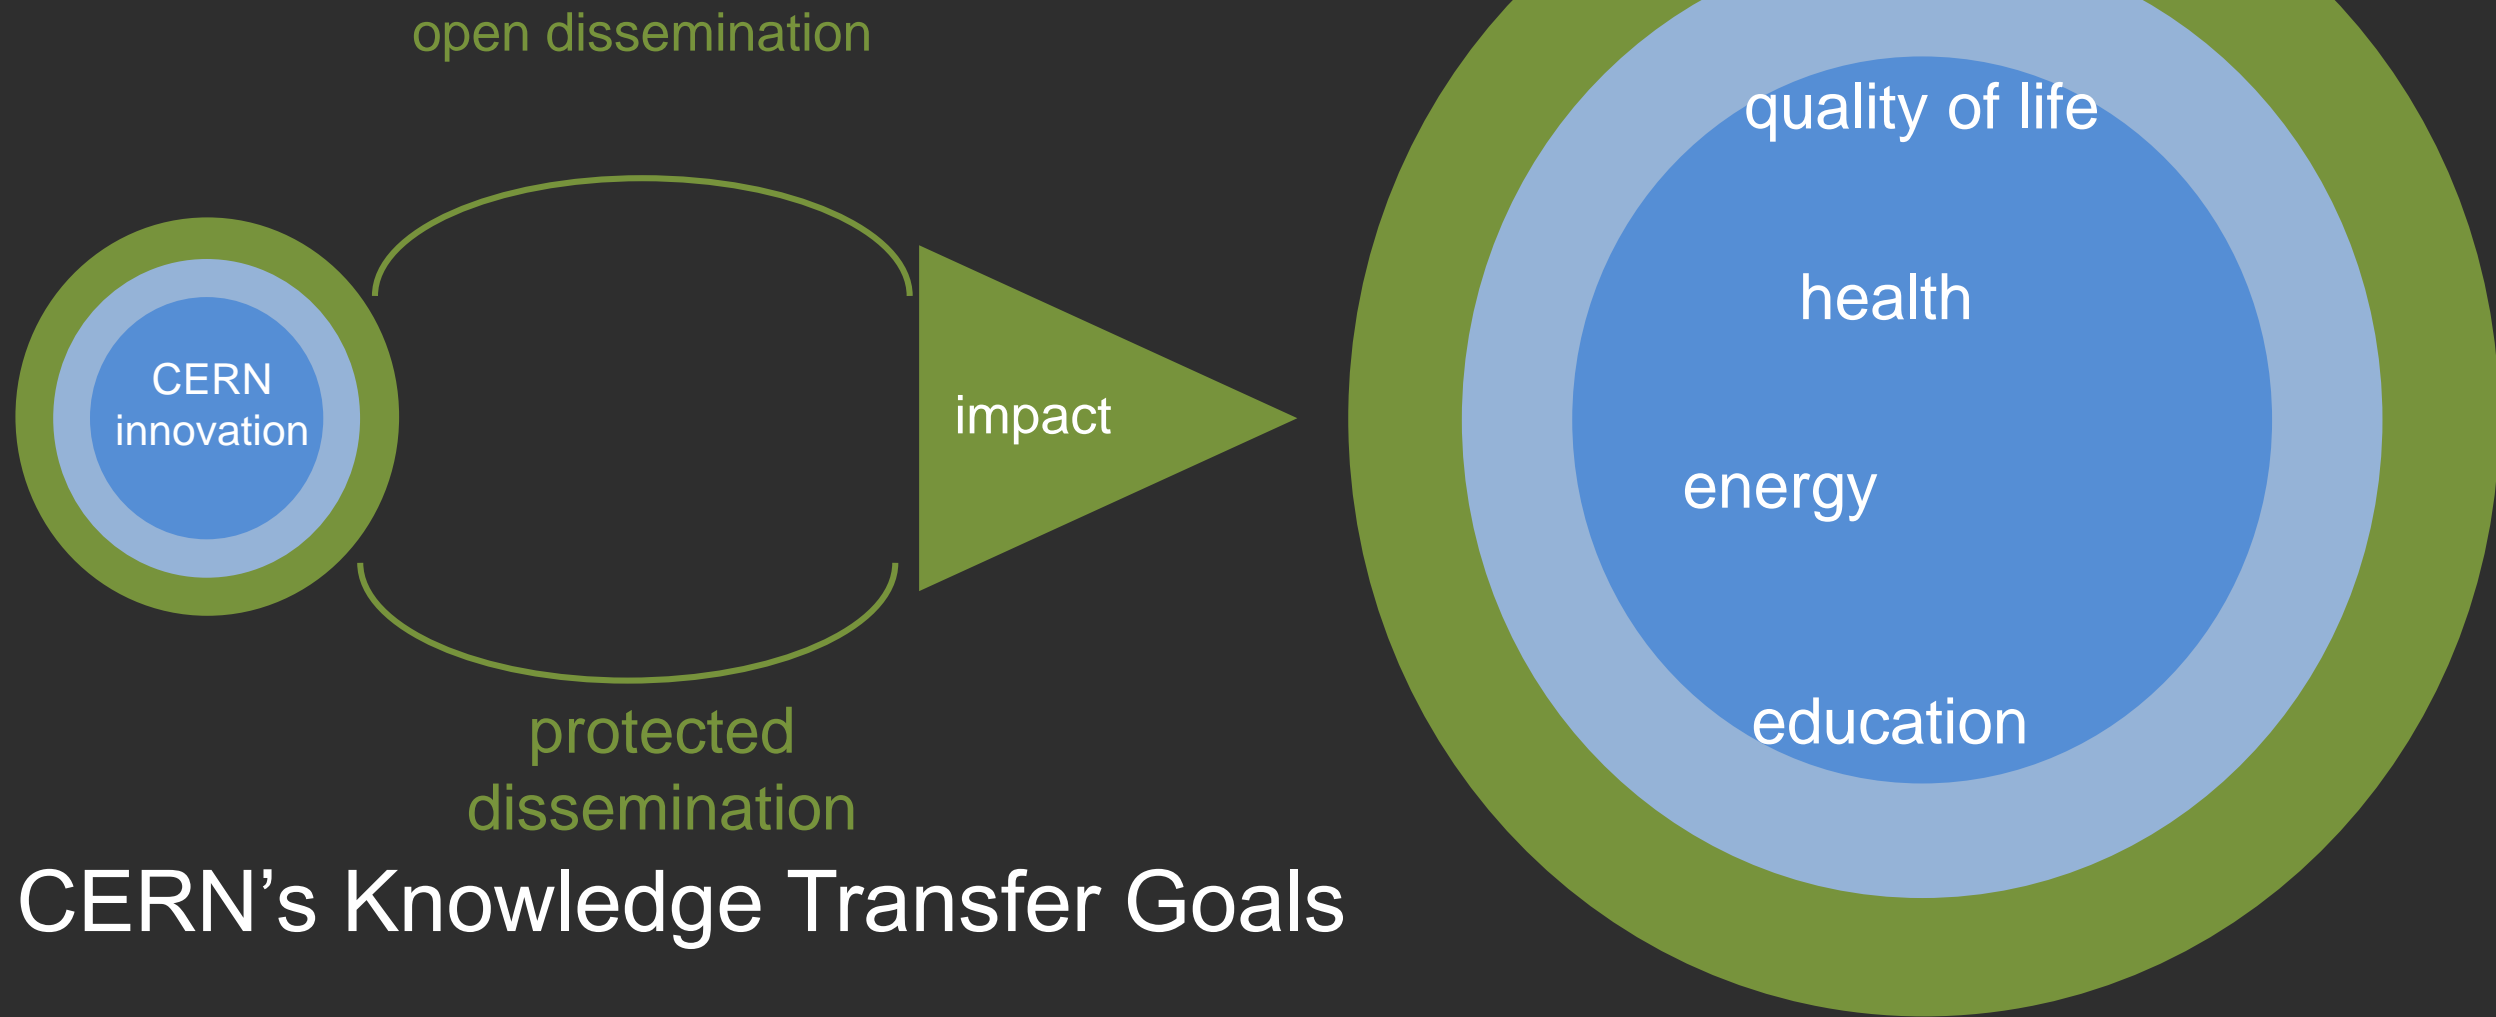 open dissemination
quality of life
health
CERN
innovation
impact
energy
protected
dissemination
education
CERN’s Knowledge Transfer Goals